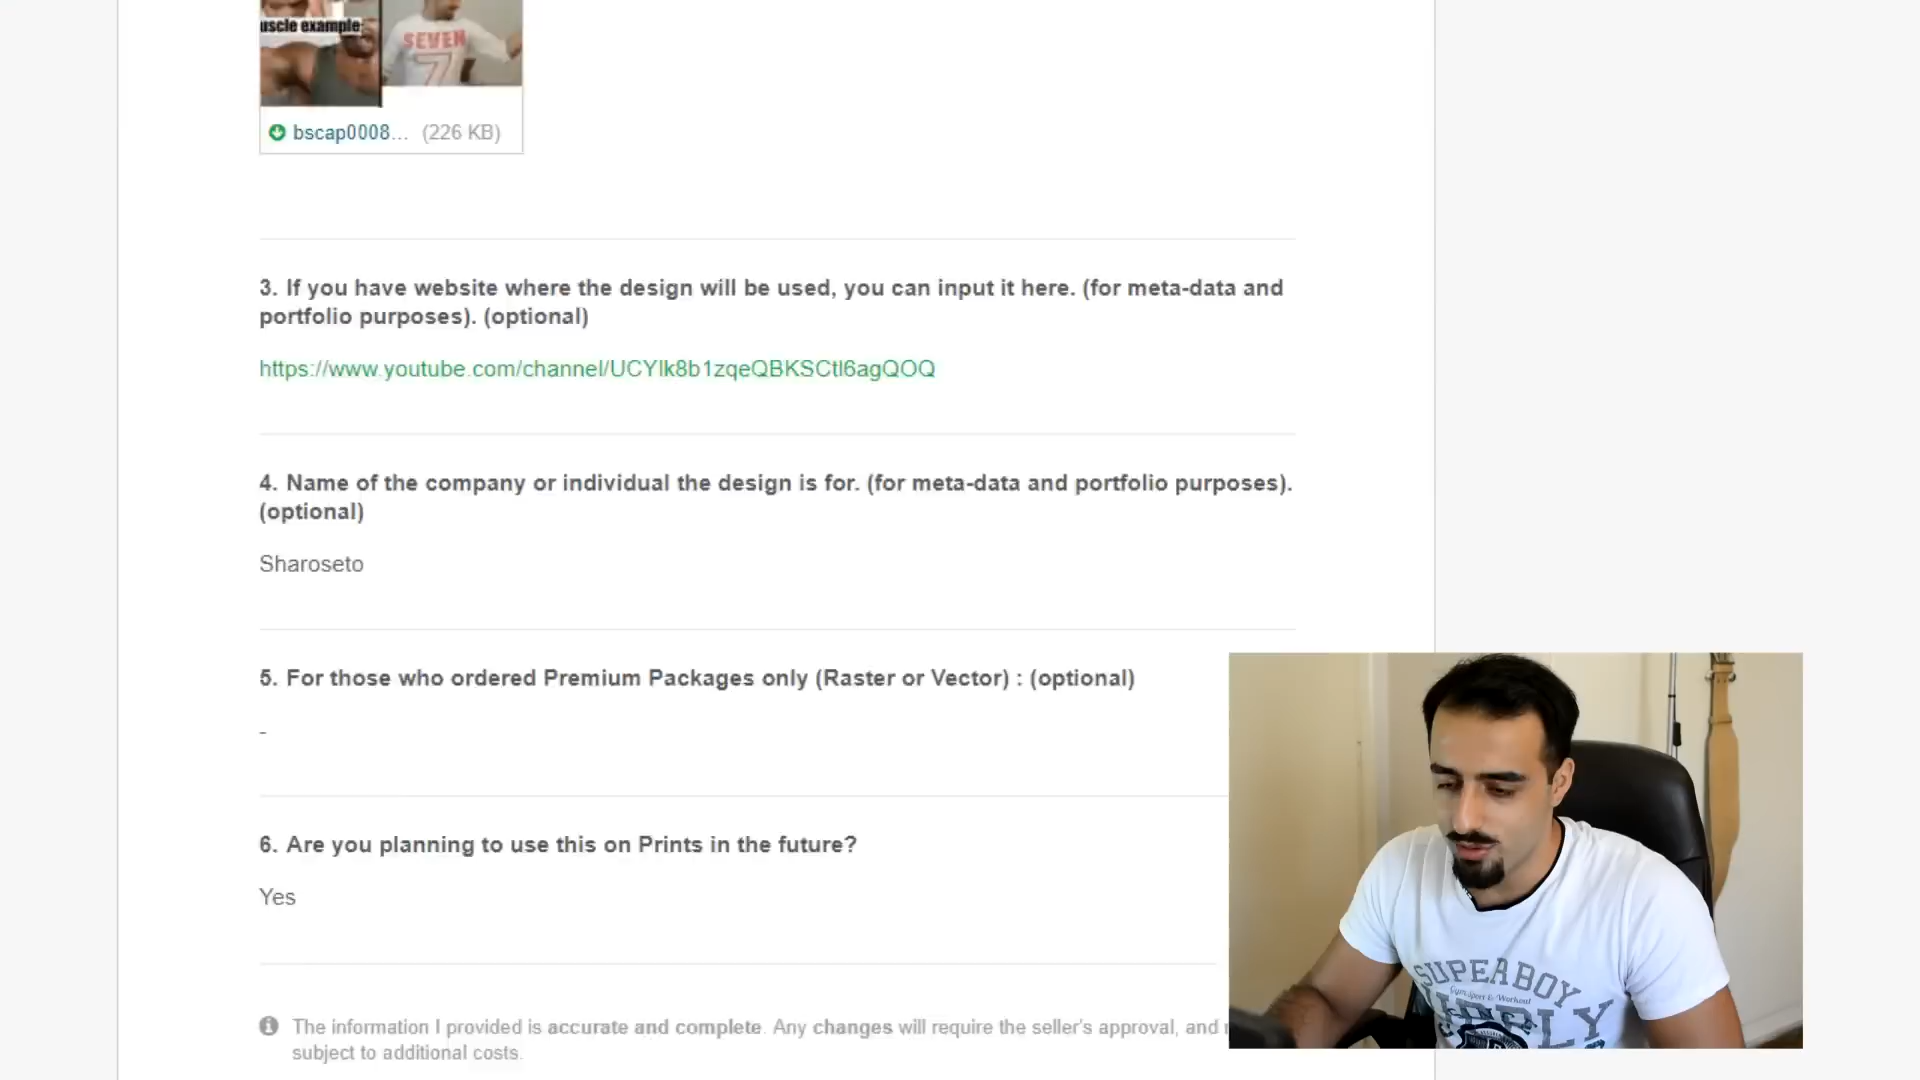 uscle example
SEVEN
7
bscap0008... (226 KB)
3. If you have website where the design will be used, you can input it here. (for meta-data and
portfolio purposes). (optional)
https://www.youtube.com/channel/UCYlk8b1zqeQBKSCtl6agQOQ
4. Name of the company or individual the design is for. (for meta-data and portfolio purposes).
(optional)
Sharoseto
5. For those who ordered Premium Packages only (Raster or Vector) : (optional)
-
6. Are you planning to use this on Prints in the future?
Yes
The information I provided is accurate and complete. Any changes will require the seller's approval, and
subject to additional costs.
SUPEABOY
Gym Sport & Workout